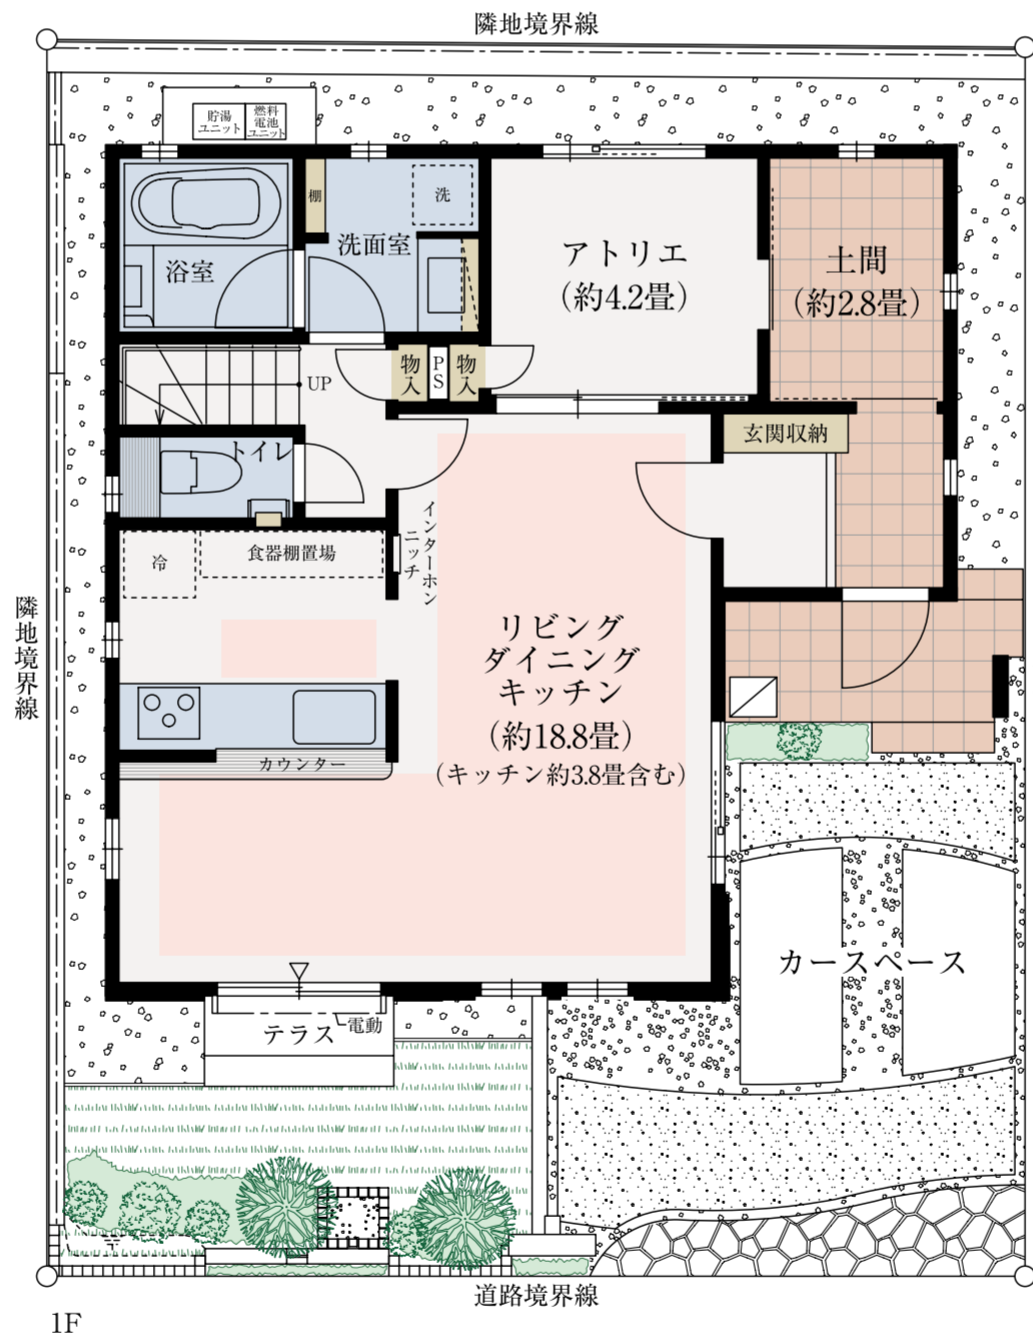 隣地境界線
貯湯
ユニット
燃料
電池
ユニット
棚
洗
洗面室
浴室
アトリエ
（約4.2畳）
土間
（約2.8畳）
物入
PS
物入
UP
玄関収納
トイレ
インターホン
ニッチ
冷
食器棚置場
リビング
ダイニング
キッチン
（約18.8畳）
（キッチン約3.8畳含む）
隣地境界線
カウンター
カースペース
テラス
電動
道路境界線
1F